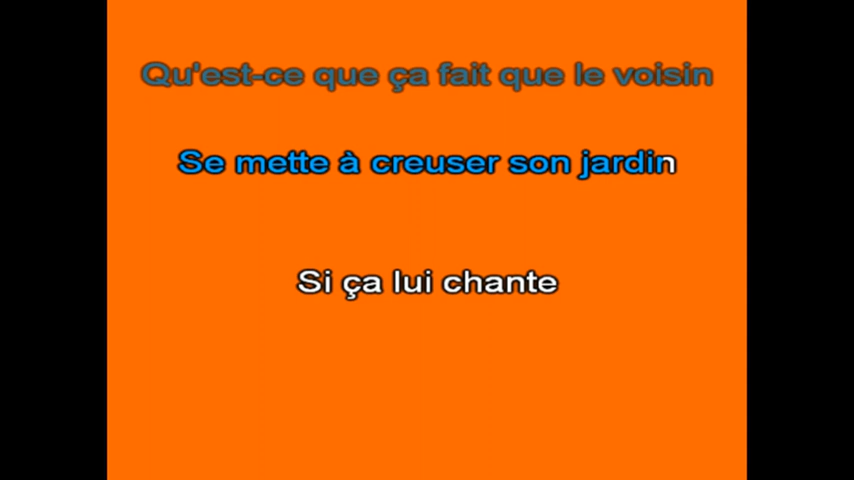 Qu'est-ce que ça fait que le voisin
Se mette à creuser son jardin
Si ça lui chante